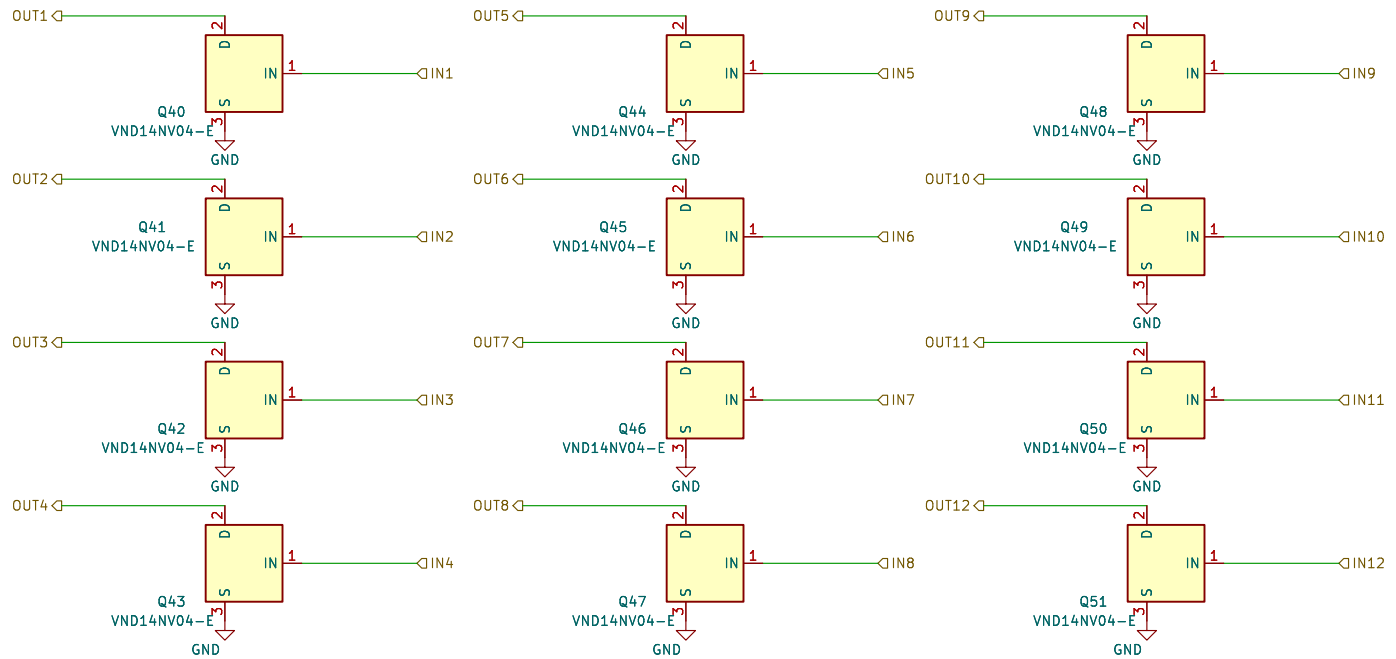 OUT1
2
D
IN
1
IN1
S
Q40
VND14NV04-E
3
GND
OUT5
2
D
IN
1
IN5
S
Q44
VND14NV04-E
3
GND
OUT9
2
D
IN
1
IN9
S
Q48
VND14NV04-E
3
GND
OUT2
2
D
Q41
IN
1
IN2
VND14NV04-E
S
3
GND
OUT6
2
D
Q45
IN
1
IN6
VND14NV04-E
S
3
GND
OUT10
2
D
Q49
IN
1
IN10
VND14NV04-E
S
3
GND
OUT3
2
D
IN
1
IN3
Q42
S
VND14NV04-E
3
GND
OUT7
2
D
IN
1
IN7
Q46
S
VND14NV04-E
3
GND
OUT11
2
D
IN
1
IN11
Q50
S
VND14NV04-E
3
GND
OUT4
2
D
IN
1
IN4
S
Q43
VND14NV04-E
3
GND
OUT8
2
D
IN
1
IN8
S
Q47
VND14NV04-E
3
GND
OUT12
2
D
IN
1
IN12
S
Q51
VND14NV04-E
3
GND